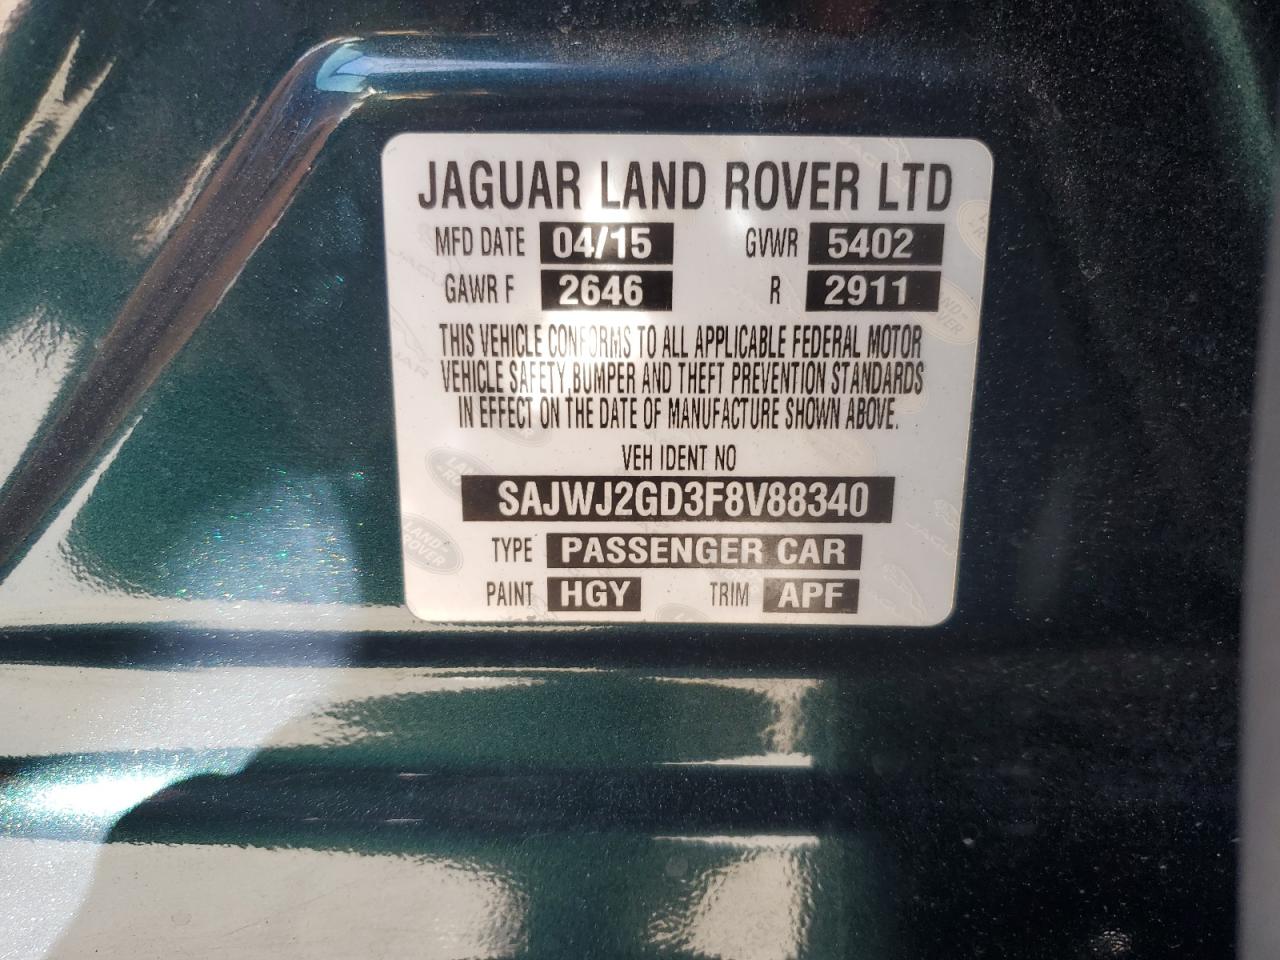 JAGUAR LAND ROVER LTD
MFD DATE 04/15 GVWR 5402
GAWR F 2646 R 2911
THIS VEHICLE CONFORMS TO ALL APPLICABLE FEDERAL MOTOR
VEHICLE SAFETY, BUMPER AND THEFT PREVENTION STANDARDS
IN EFFECT ON THE DATE OF MANUFACTURE SHOWN ABOVE.
VEH IDENT NO
SAJWJ2GD3F8V88340
TYPE PASSENGER CAR
PAINT HGY TRIM APF